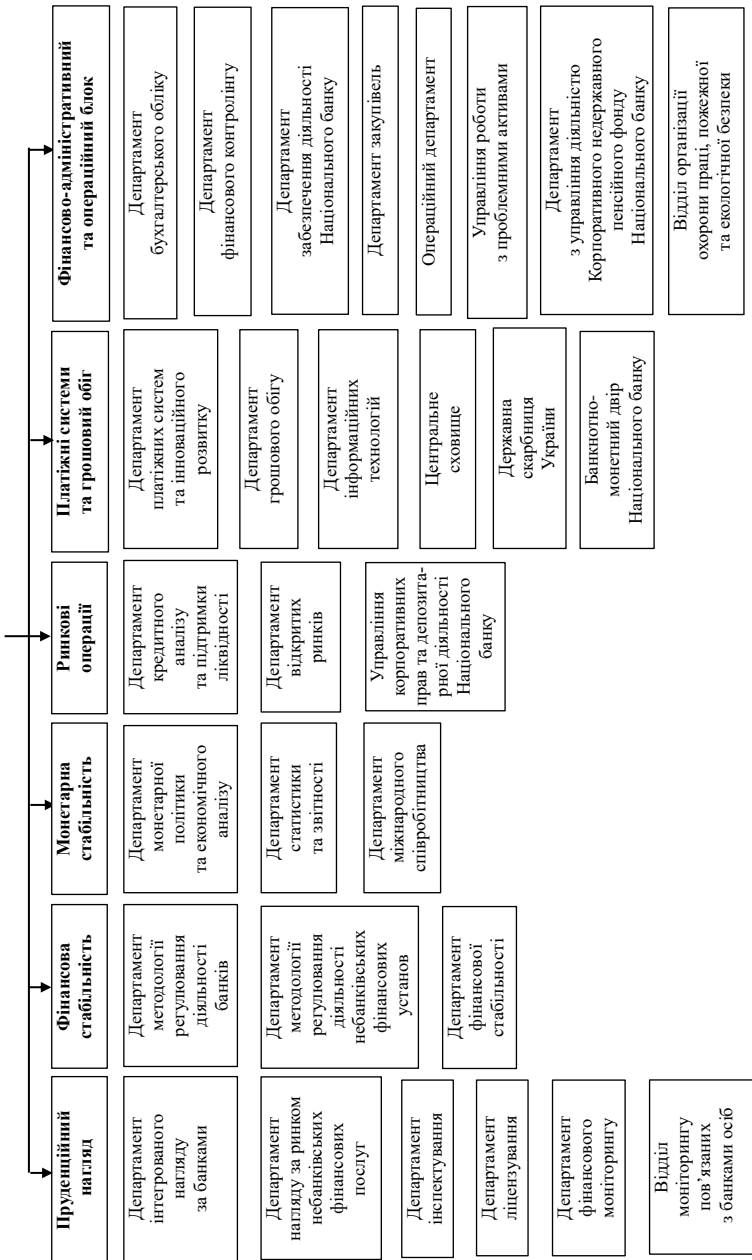 Пруденційний
нагляд
Департамент
інтегрованого
нагляду
за банками
Департамент
нагляду за ринком
небанківських
фінансових
послуг
Департамент
інспектування
Департамент
ліцензування
Департамент
фінансового
моніторингу
Відділ
моніторингу
пов’язаних
з банками осіб
Фінансова
стабільність
Департамент
методології
регулювання
діяльності
банків
Департамент
методології
регулювання
діяльності
небанківських
фінансових
установ
Департамент
фінансової
стабільності
Монетарна
стабільність
Департамент
монетарної
політики
та економічного
аналізу
Департамент
статистики
та звітності
Департамент
міжнародного
співробітництва
Ринкові
операції
Департамент
кредитного
аналізу
та підтримки
ліквідності
Департамент
відкритих
ринків
Управління
корпоративних
прав та депозита-
рної діяльності
Національного
банку
Платіжні системи
та грошовий обіг
Департамент
платіжних систем
та інноваційного
розвитку
Департамент
грошового обігу
Департамент
інформаційних
технологій
Центральне
сховище
Державна
скарбниця
України
Банкнотно-
монетний двір
Національного банку
Фінансово-адміністративний
та операційний блок
Департамент
бухгалтерського обліку
Департамент
фінансового контролінгу
Департамент
забезпечення діяльності
Національного банку
Департамент закупівель
Операційний департамент
Управління роботи
з проблемними активами
Департамент
з управління діяльністю
Корпоративного недержавного
пенсійного фонду
Національного банку
Відділ організації
охорони праці, пожежної
та екологічної безпеки